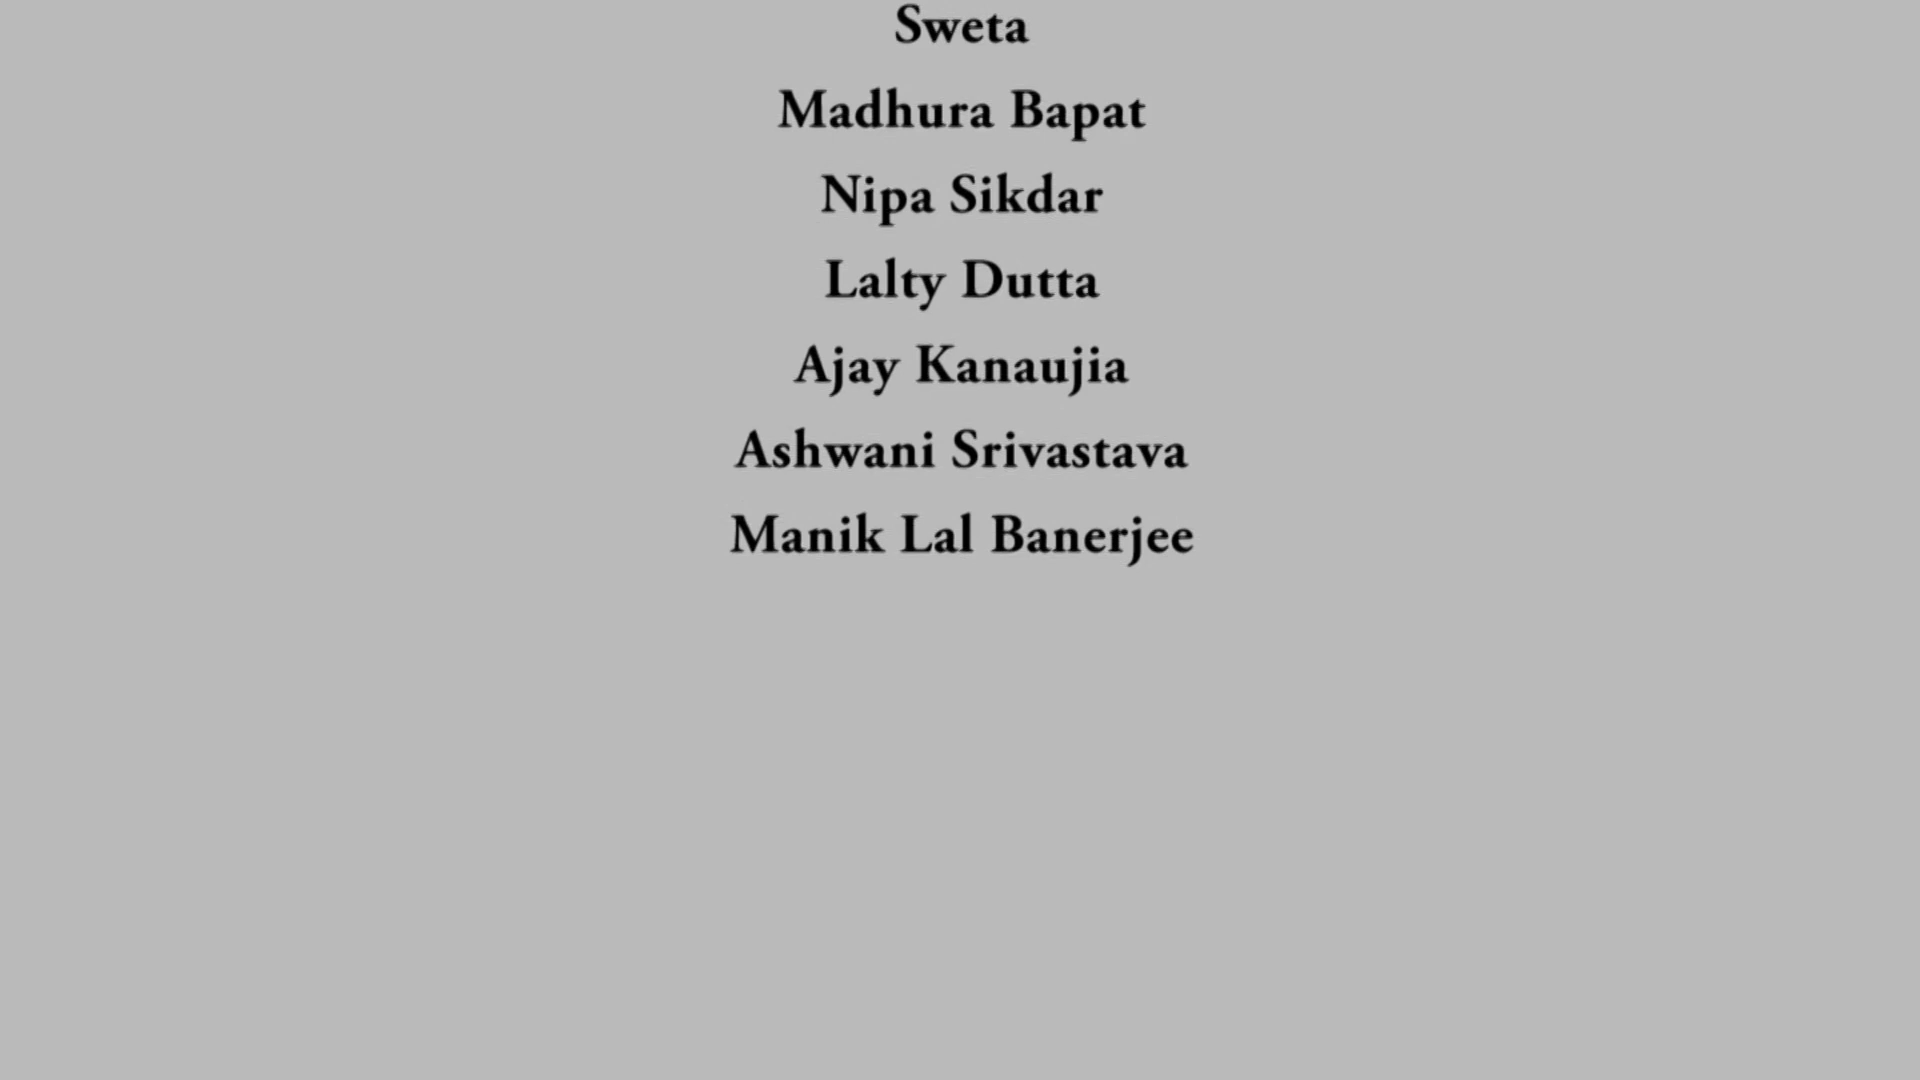 Sweta
Madhura Bapat
Nipa Sikdar
Lalty Dutta
Ajay Kanaujia
Ashwani Srivastava
Manik Lal Banerjee